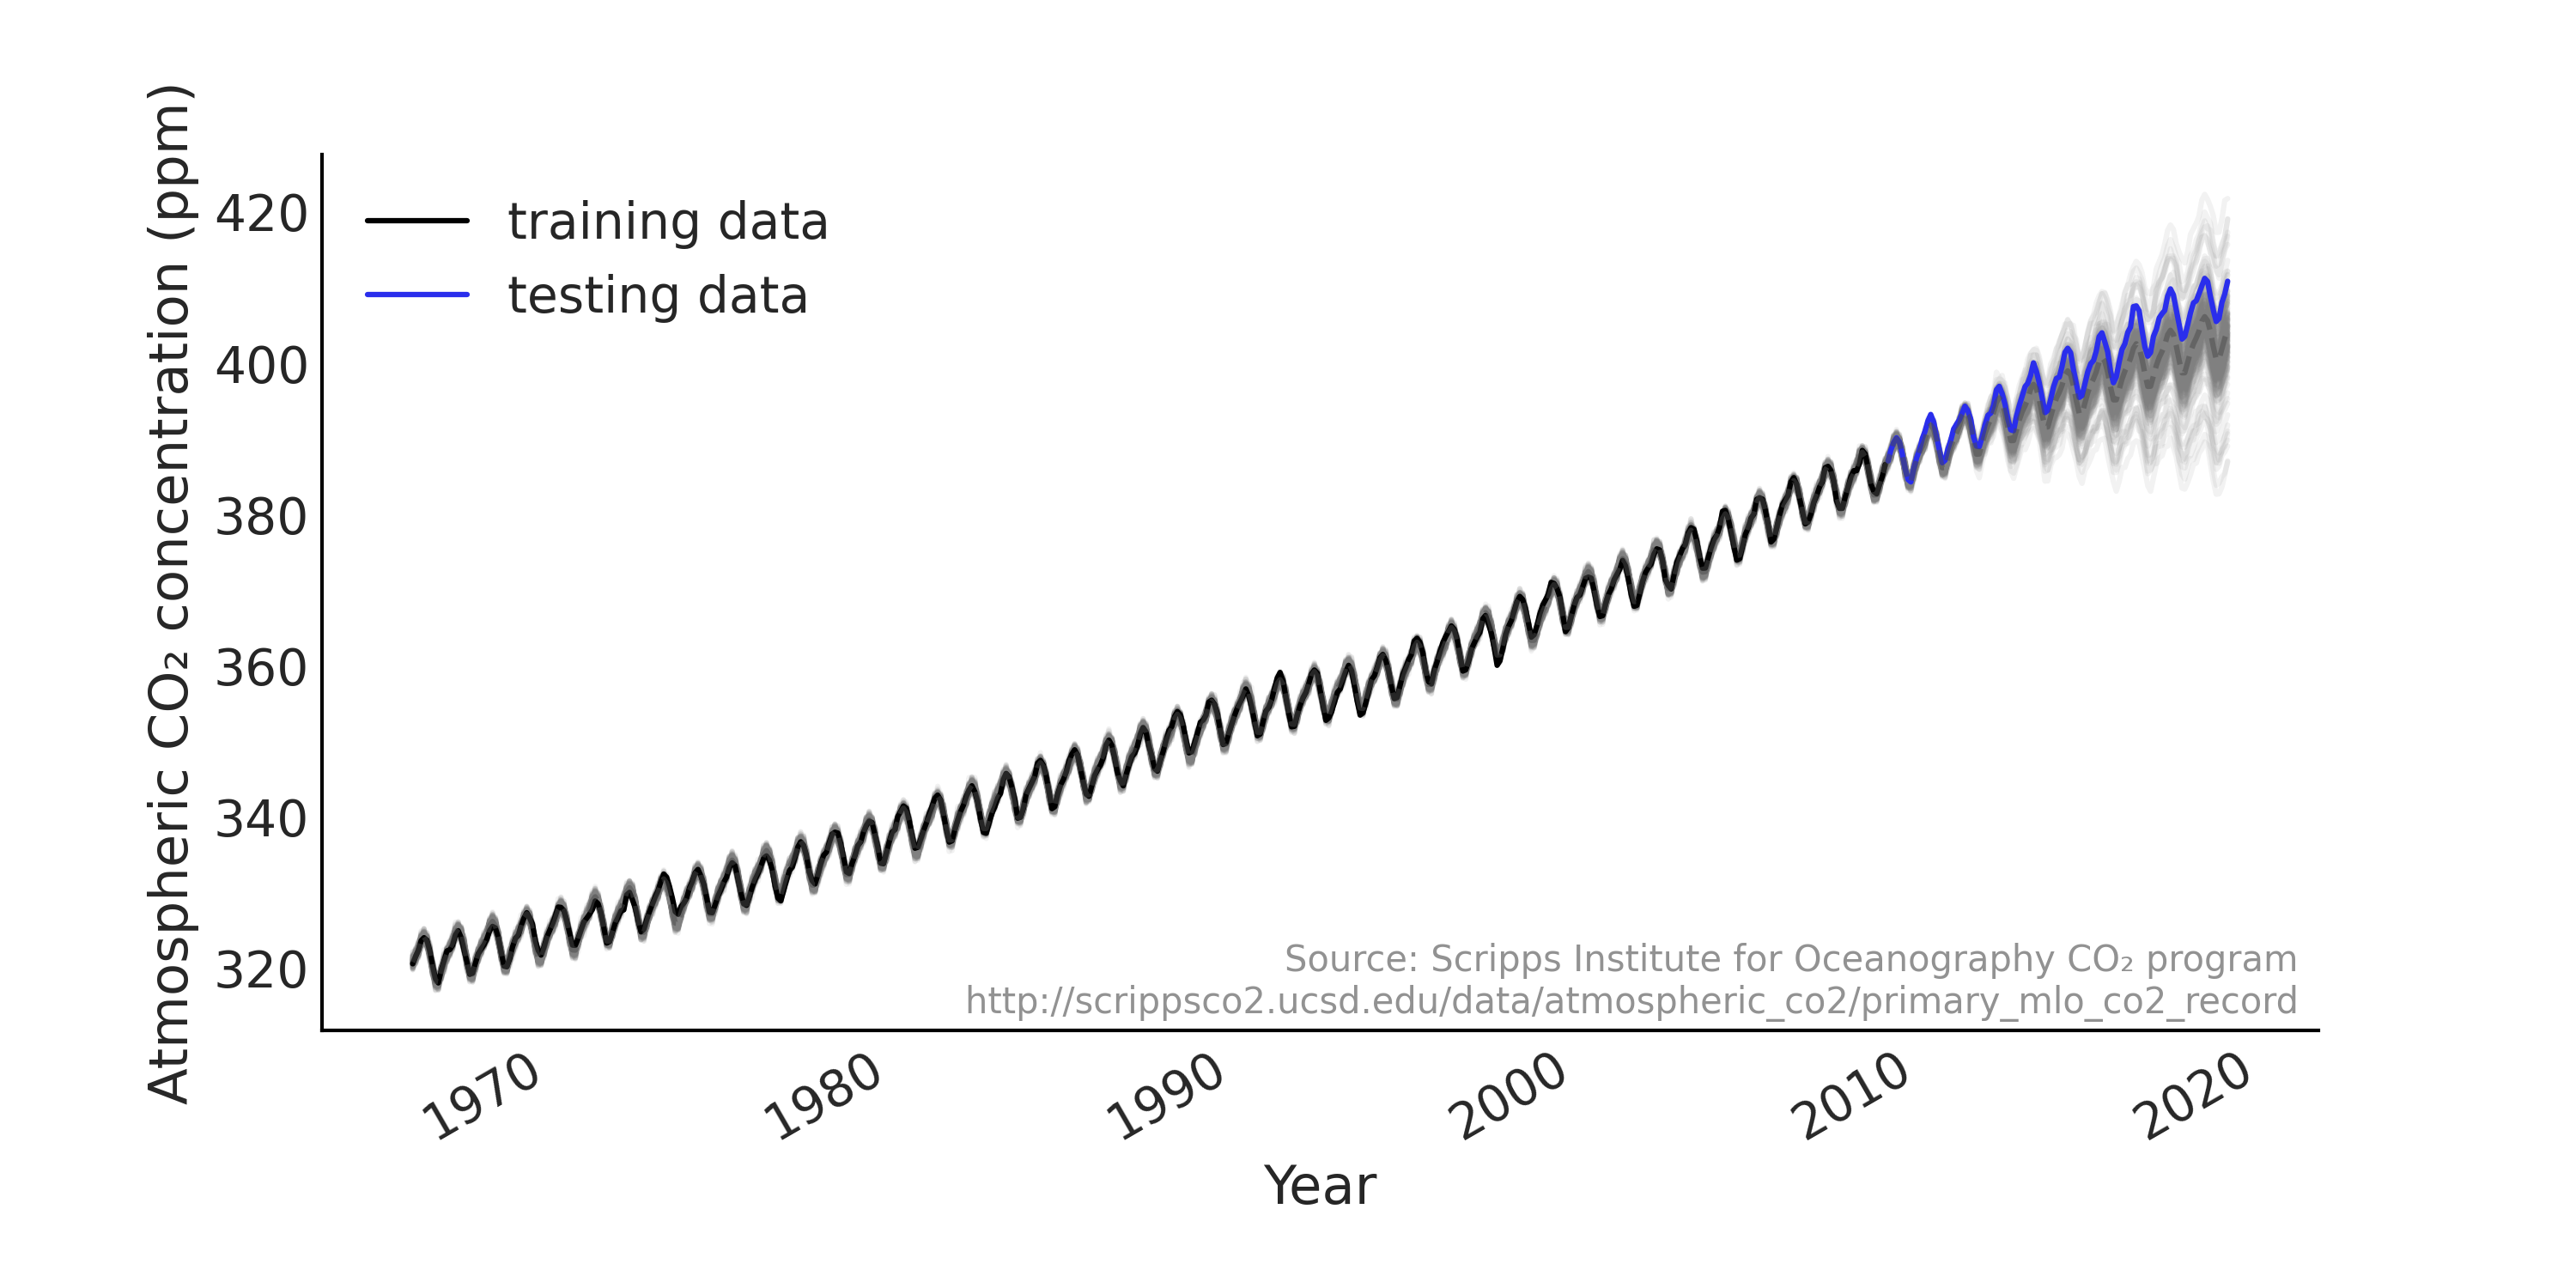 Atmospheric CO₂ concentration (ppm)
420
400
380
360
340
320
training data
testing data
Source: Scripps Institute for Oceanography CO₂ program
http://scrippsco2.ucsd.edu/data/atmospheric_co2/primary_mlo_co2_record
1970
1980
1990
2000
2010
2020
Year